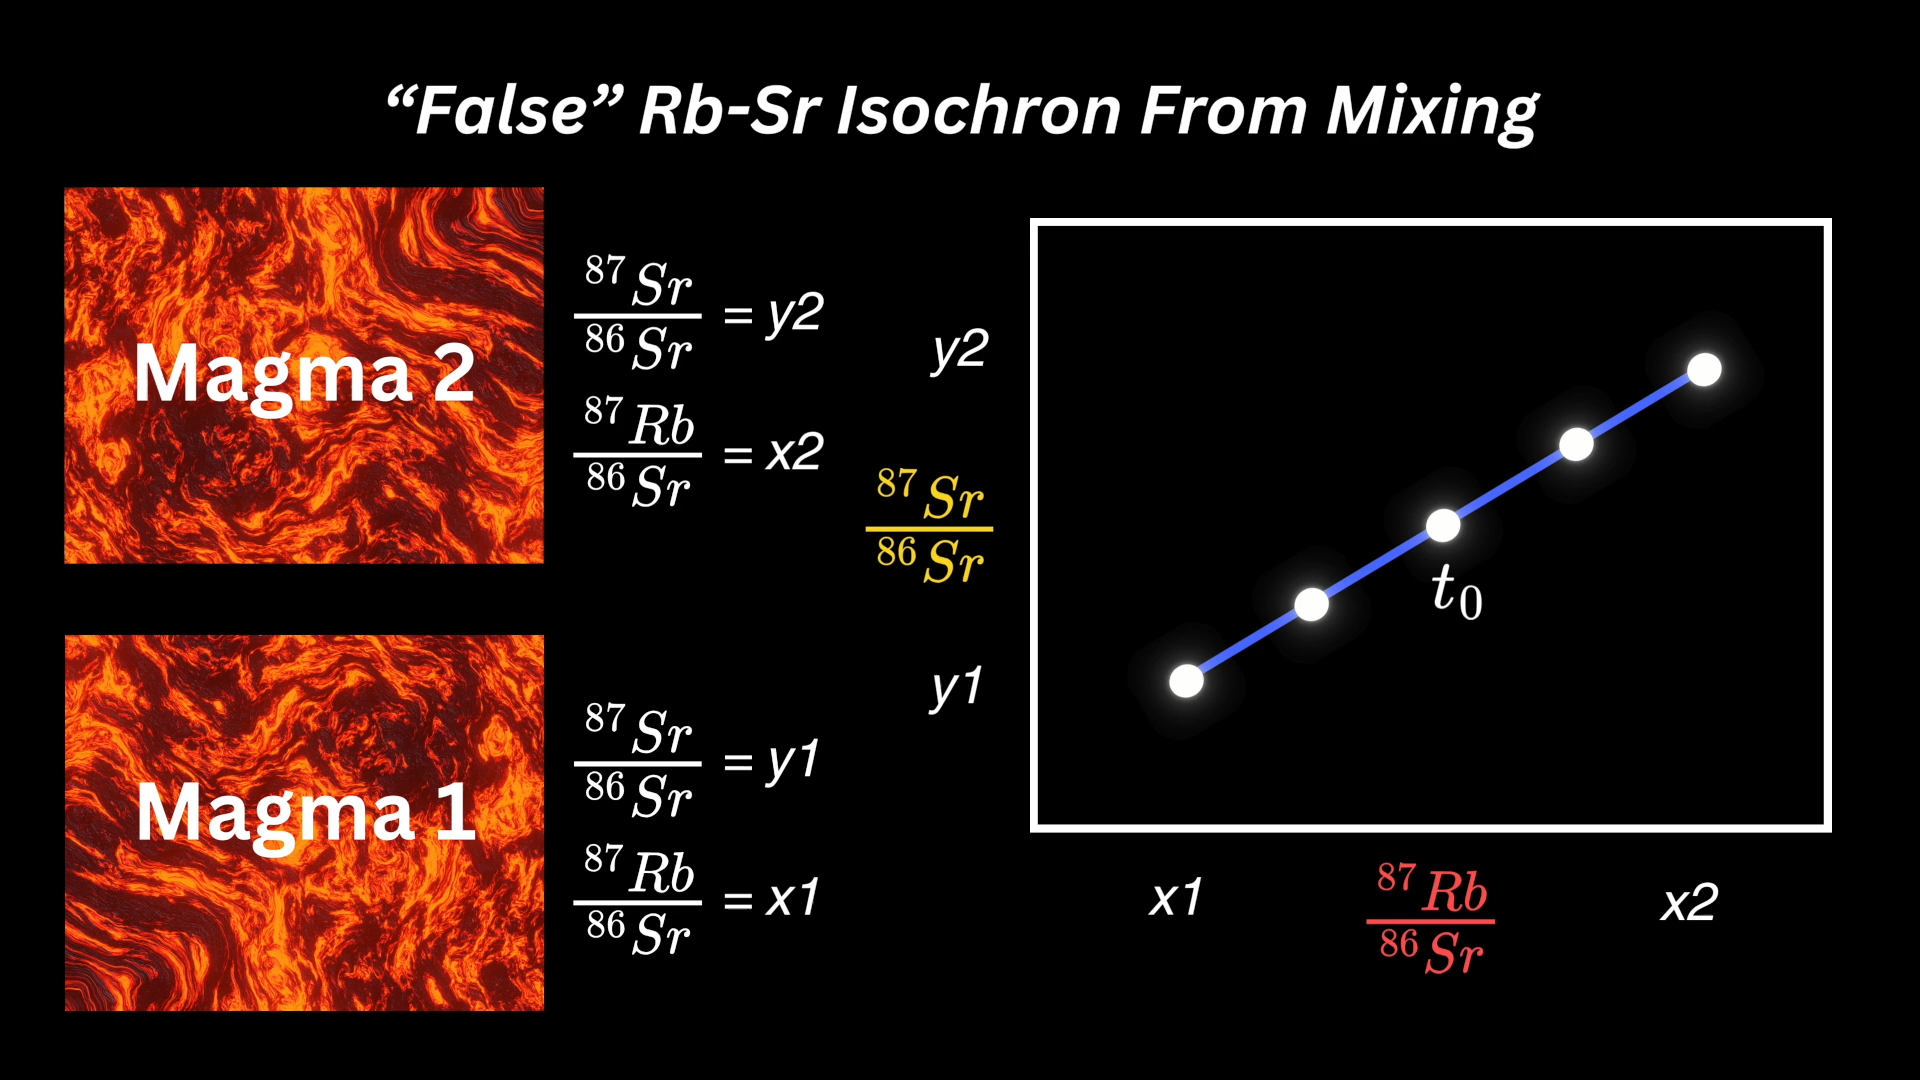 “False” Rb-Sr Isochron From Mixing
Magma 2
87Sr
86Sr
= y2
87Rb
86Sr
= x2
Magma 1
87Sr
86Sr
= y1
87Rb
86Sr
= x1
y2
87Sr
86Sr
y1
t0
x1
87Rb
86Sr
x2